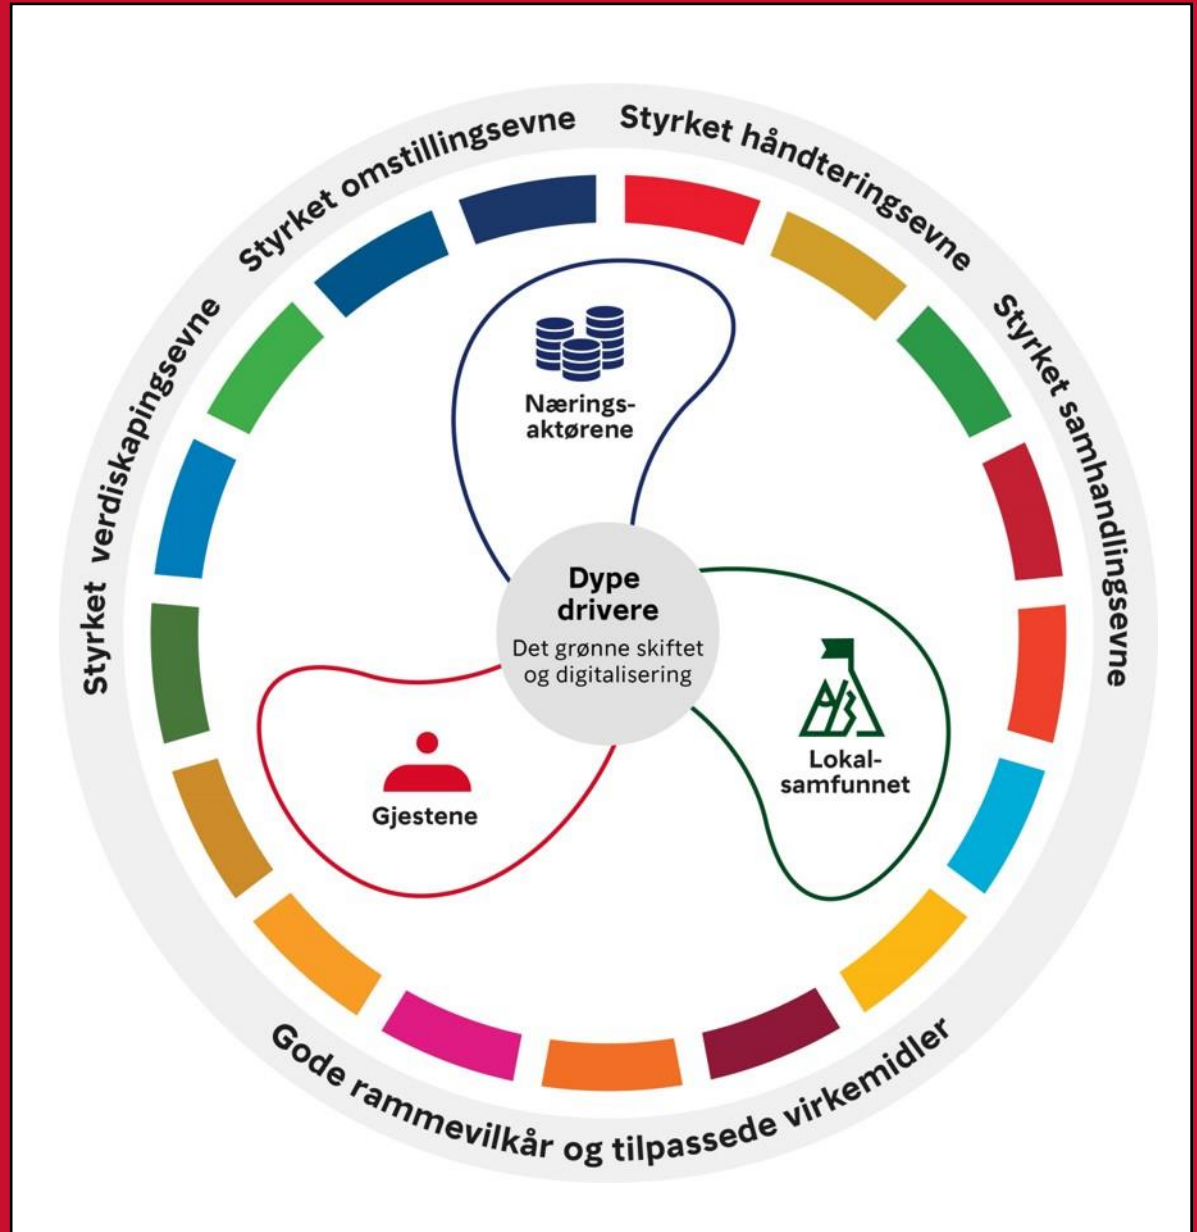 Styrket verdiskapingsevne
Styrket omstillingsevne
Styrket håndteringsevne
Styrket samhandlingsevne
Nærings-
aktørene
Dype
drivere
Det grønne skiftet
og digitalisering
Lokal-
samfunnet
Gjestene
Gode rammevilkår og tilpassede virkemidler